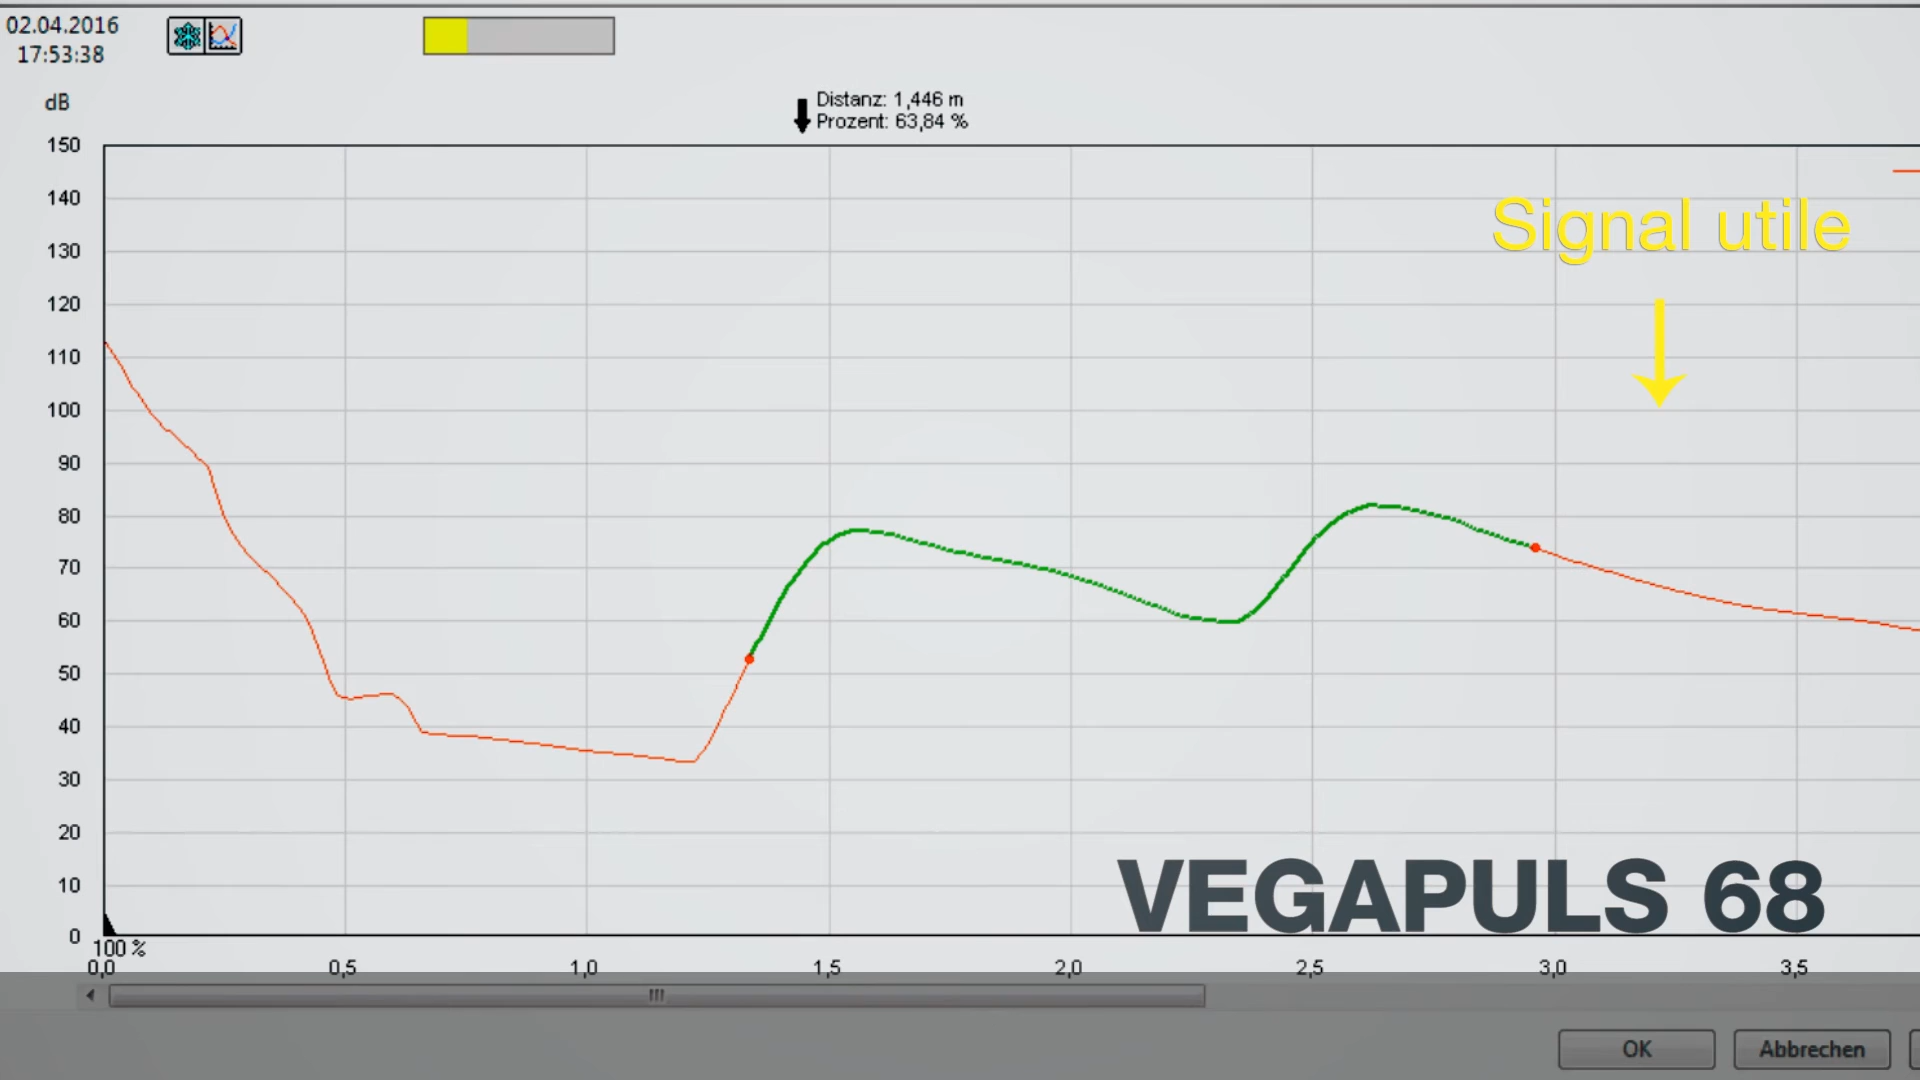 02.04.2016
17:53:38
dB
Distanz: 1,446 m
Prozent: 63,84 %
150
140
130
120
110
100
90
80
70
60
50
40
30
20
10
0
Signal utile
VEGAPULS 68
100 %
0,0 0,5 1,0 1,5 2,0 2,5 3,0 3,5
OK Abbrechen